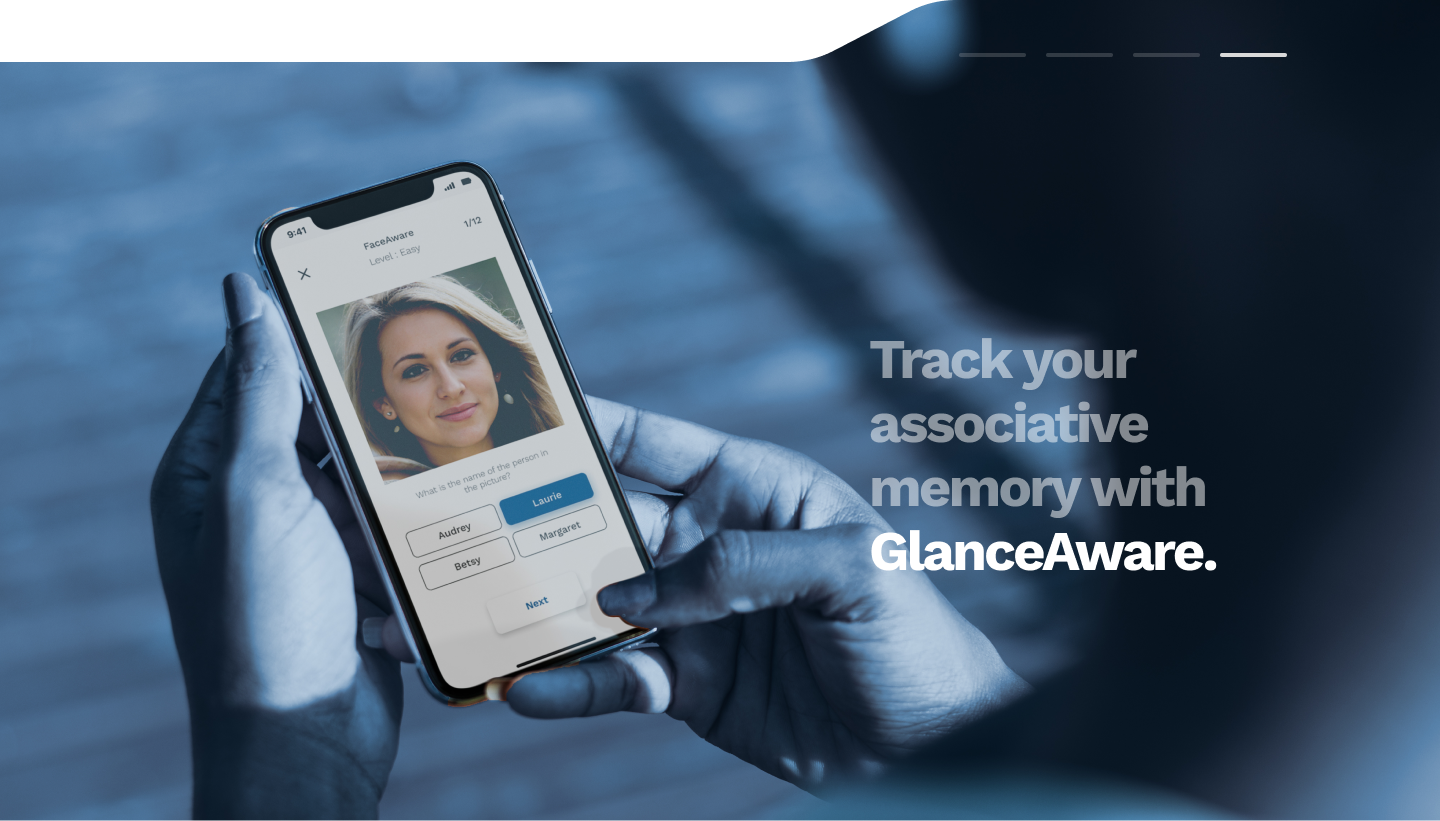 9:41
1/12
FaceAware
Level : Easy
What is the name of the person in
the picture?
Audrey
Laurie
Betsy
Margaret
Next
Track your
associative
memory with
GlanceAware.